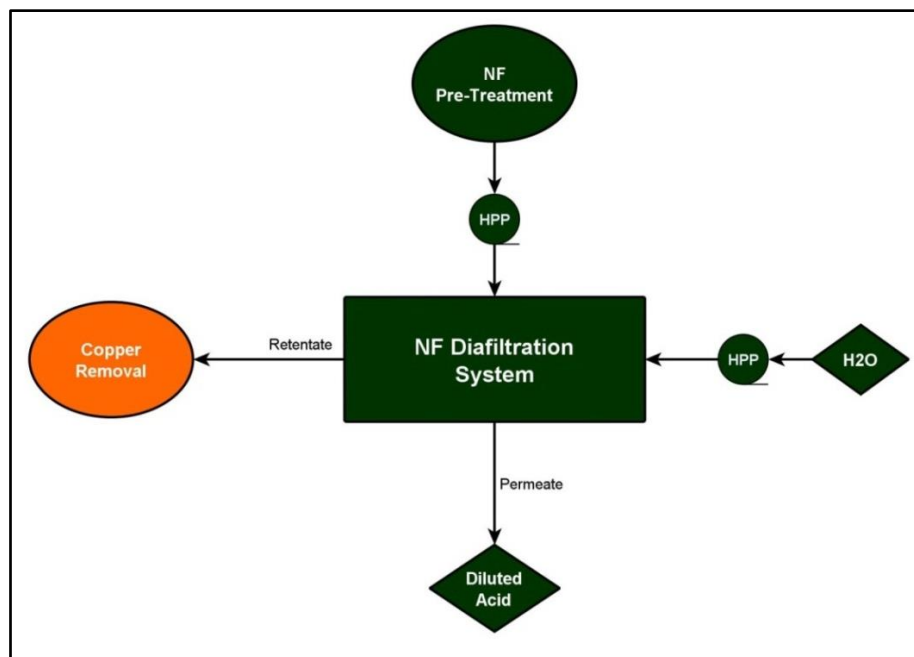 NF
Pre-Treatment
HPP
Retentate
Copper
Removal
NF Diafiltration
System
HPP
H2O
Permeate
Diluted
Acid